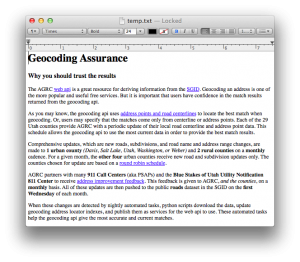 temp.txt — Locked
Times
Bold
24
B I U
1.0
0 1 2 3 4 5 6 7
Geocoding Assurance
Why you should trust the results
The AGRC web api is a great resource for deriving information from the SGID. Geocoding an address is one of
the more popular and useful free services. But it is important that users have confidence in the match results
returned from the geocoding api.
As you may know, the geocoding api uses address points and road centerlines to locate the best match when
geocoding. Or, users may specify that the matches come only from centerline or address points. Each of the 29
Utah counties provide AGRC with a periodic update of their local road centerline and address point data. This
schedule allows the geocoding api to use the most current data in order to provide the best match results.
Comprehensive updates, which are new roads, subdivisions, and road name and address range changes, are
made to 1 urban county (Davis, Salt Lake, Utah, Washington, or Weber) and 2 rural counties on a monthly
cadence. For a given month, the other four urban counties receive new road and subdivision updates only. The
counties chosen for update are based on a round robin schedule.
AGRC partners with many 911 Call Centers (aka PSAPs) and the Blue Stakes of Utah Utility Notification
811 Center to receive address improvement feedback. This feedback is given to AGRC, and the counties, on a
monthly basis. All of these updates are then pushed to the public roads dataset in the SGID on the first
Wednesday of each month.
When these changes are detected by nightly automated tasks, python scripts download the data, update
geocoding address locator indexes, and publish them as services for the web api to use. These automated tasks
help the geocoding api give the most accurate and current matches.